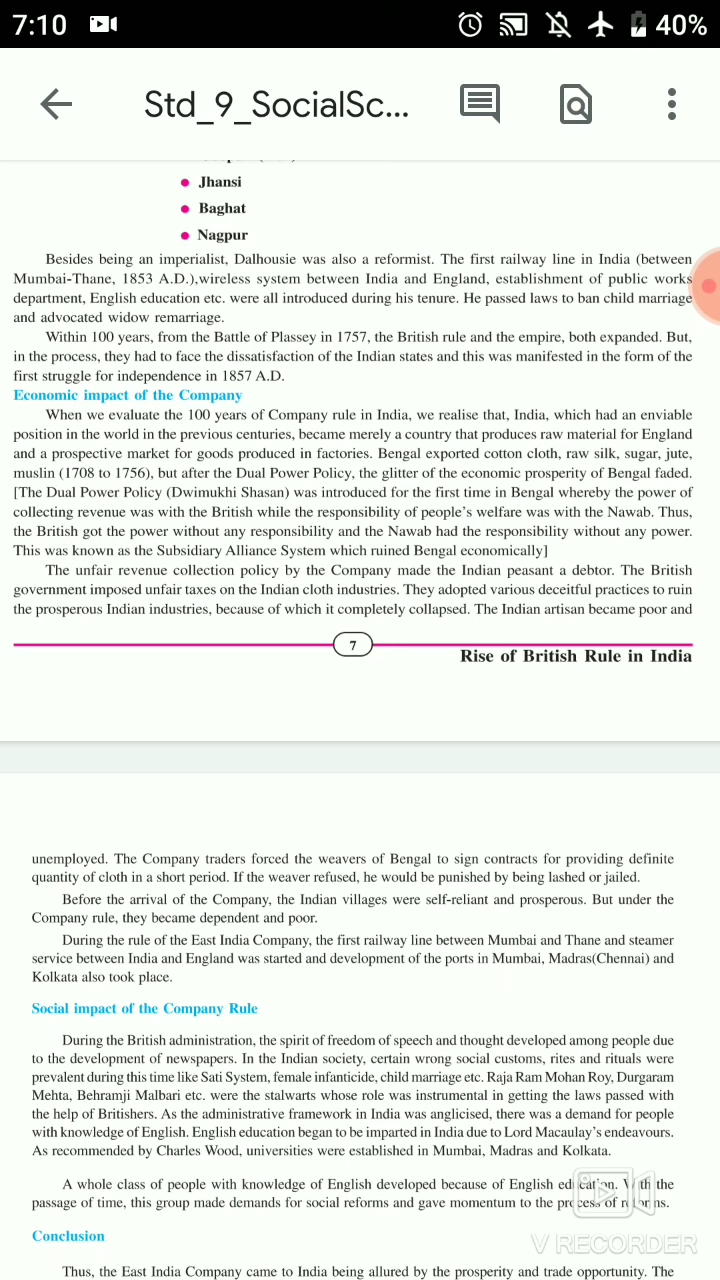 7:10
40%
Std_9_SocialSc...
• Jhansi
• Baghat
• Nagpur
Besides being an imperialist, Dalhousie was also a reformist. The first railway line in India (between
Mumbai-Thane, 1853 A.D.),wireless system between India and England, establishment of public works
department, English education etc. were all introduced during his tenure. He passed laws to ban child marriage
and advocated widow remarriage.
Within 100 years, from the Battle of Plassey in 1757, the British rule and the empire, both expanded. But,
in the process, they had to face the dissatisfaction of the Indian states and this was manifested in the form of the
first struggle for independence in 1857 A.D.
Economic impact of the Company
When we evaluate the 100 years of Company rule in India, we realise that, India, which had an enviable
position in the world in the previous centuries, became merely a country that produces raw material for England
and a prospective market for goods produced in factories. Bengal exported cotton cloth, raw silk, sugar, jute,
muslin (1708 to 1756), but after the Dual Power Policy, the glitter of the economic prosperity of Bengal faded.
[The Dual Power Policy (Dwimukhi Shasan) was introduced for the first time in Bengal whereby the power of
collecting revenue was with the British while the responsibility of people's welfare was with the Nawab. Thus,
the British got the power without any responsibility and the Nawab had the responsibility without any power.
This was known as the Subsidiary Alliance System which ruined Bengal economically]
The unfair revenue collection policy by the Company made the Indian peasant a debtor. The British
government imposed unfair taxes on the Indian cloth industries. They adopted various deceitful practices to ruin
the prosperous Indian industries, because of which it completely collapsed. The Indian artisan became poor and
7
Rise of British Rule in India
unemployed. The Company traders forced the weavers of Bengal to sign contracts for providing definite
quantity of cloth in a short period. If the weaver refused, he would be punished by being lashed or jailed.
Before the arrival of the Company, the Indian villages were self-reliant and prosperous. But under the
Company rule, they became dependent and poor.
During the rule of the East India Company, the first railway line between Mumbai and Thane and steamer
service between India and England was started and development of the ports in Mumbai, Madras(Chennai) and
Kolkata also took place.
Social impact of the Company Rule
During the British administration, the spirit of freedom of speech and thought developed among people due
to the development of newspapers. In the Indian society, certain wrong social customs, rites and rituals were
prevalent during this time like Sati System, female infanticide, child marriage etc. Raja Ram Mohan Roy, Durgaram
Mehta, Behramji Malbari etc. were the stalwarts whose role was instrumental in getting the laws passed with
the help of Britishers. As the administrative framework in India was anglicised, there was a demand for people
with knowledge of English. English education began to be imparted in India due to Lord Macaulay's endeavours.
As recommended by Charles Wood, universities were established in Mumbai, Madras and Kolkata.
A whole class of people with knowledge of English developed because of English education. With the
passage of time, this group made demands for social reforms and gave momentum to the process of reforms.
V RECORDER
Conclusion
Thus, the East India Company came to India being allured by the prosperity and trade opportunity. The